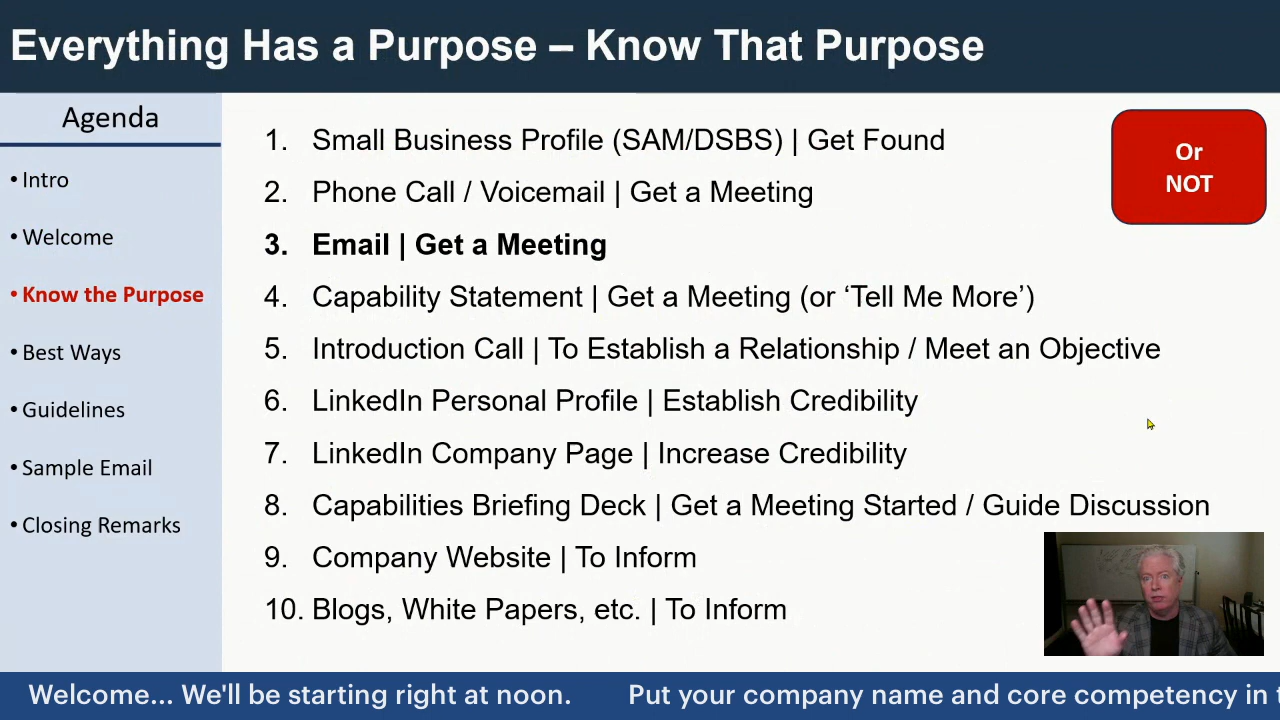 Everything Has a Purpose – Know That Purpose
Agenda
• Intro
• Welcome
• Know the Purpose
• Best Ways
• Guidelines
• Sample Email
• Closing Remarks
1. Small Business Profile (SAM/DSBS) | Get Found
2. Phone Call / Voicemail | Get a Meeting
3. Email | Get a Meeting
4. Capability Statement | Get a Meeting (or ‘Tell Me More’)
5. Introduction Call | To Establish a Relationship / Meet an Objective
6. LinkedIn Personal Profile | Establish Credibility
7. LinkedIn Company Page | Increase Credibility
8. Capabilities Briefing Deck | Get a Meeting Started / Guide Discussion
9. Company Website | To Inform
10. Blogs, White Papers, etc. | To Inform
Or
NOT
Welcome... We'll be starting right at noon. Put your company name and core competency in